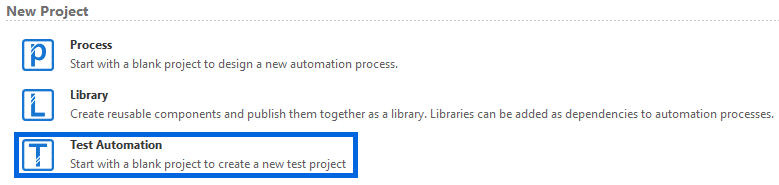 New Project
P
Process
Start with a blank project to design a new automation process.
L
Library
Create reusable components and publish them together as a library. Libraries can be added as dependencies to automation processes.
T
Test Automation
Start with a blank project to create a new test project